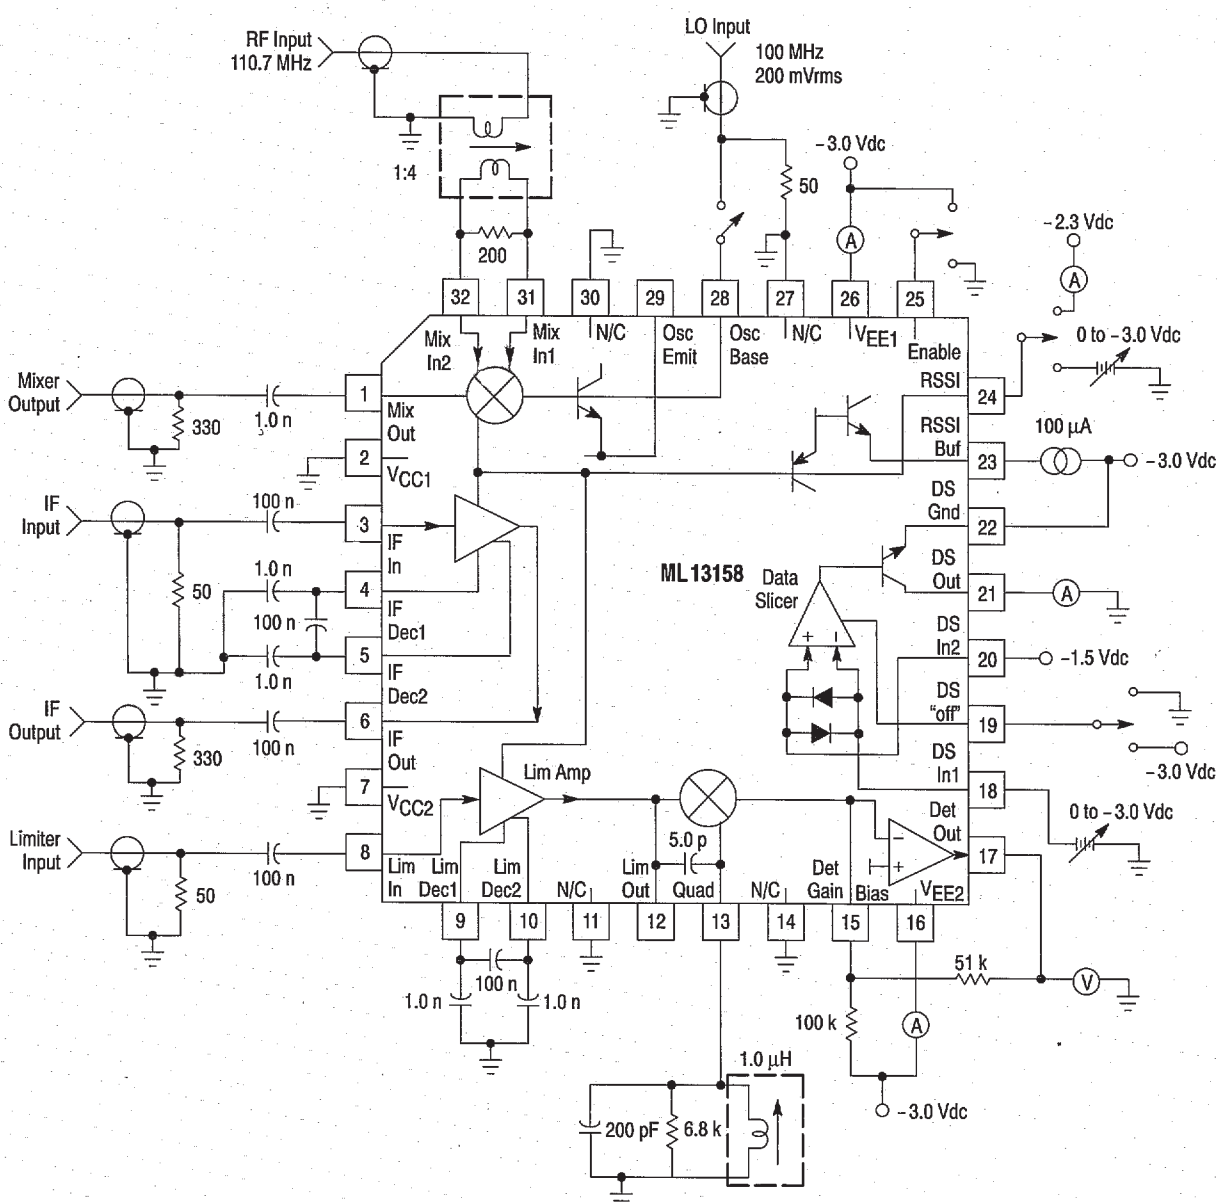 RF Input
110.7 MHz
LO Input
100 MHz
200 mVrms
1:4
200
50
–3.0 Vdc
A
–2.3 Vdc
A
0 to –3.0 Vdc
32
31
30
29
28
27
26
25
Mix
In2
Mix
In1
N/C
Osc
Emit
Osc
Base
N/C
VEE1
Enable
Mixer
Output
330
1.0 n
1
Mix
Out
2
VCC1
IF
Input
100 n
50
3
IF
In
1.0 n
100 n
1.0 n
4
IF
Dec1
5
IF
Dec2
IF
Output
330
100 n
6
IF
Out
7
VCC2
Limiter
Input
50
100 n
8
Lim
In
RSSI
24
RSSI
Buf
23
100 µA
–3.0 Vdc
DS
Gnd
22
DS
Out
21
A
DS
In2
20
–1.5 Vdc
DS
“off”
19
–3.0 Vdc
DS
In1
18
0 to –3.0 Vdc
Det
Out
17
ML13158
Data
Slicer
+
–
Lim Amp
5.0 p
–
+
Bias
Lim
Dec1
Lim
Dec2
N/C
Lim
Out
Quad
N/C
Det
Gain
VEE2
9
10
11
12
13
14
15
16
100 n
1.0 n
1.0 n
51 k
V
100 k
A
–3.0 Vdc
1.0 µH
200 pF
6.8 k